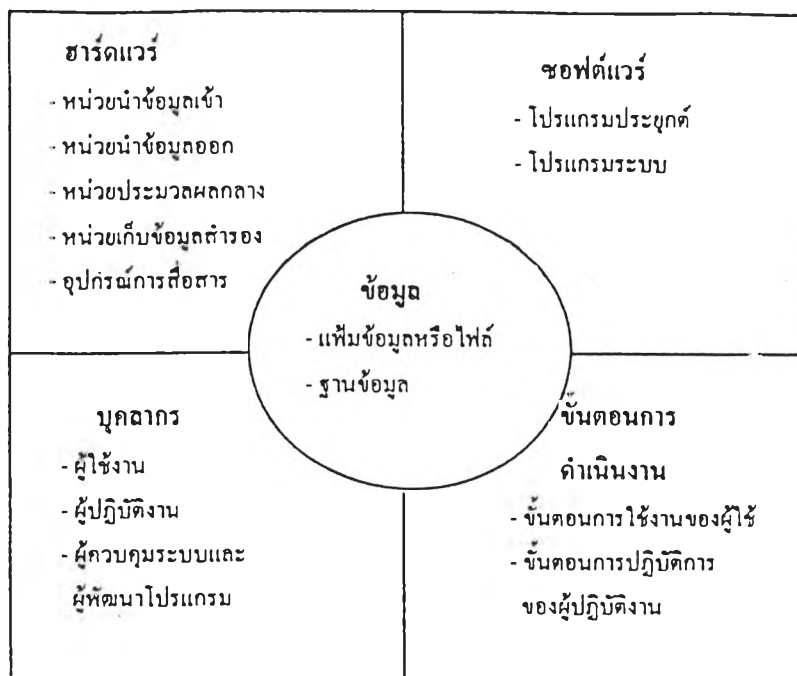 ฮาร์ดแวร์
- หน่วยนำข้อมูลเข้า
- หน่วยนำข้อมูลออก
- หน่วยประมวลผลกลาง
- หน่วยเก็บข้อมูลสำรอง
- อุปกรณ์การสื่อสาร
ซอฟต์แวร์
- โปรแกรมประยุกต์
- โปรแกรมระบบ
ข้อมูล
- แฟ้มข้อมูลหรือไฟล์
- ฐานข้อมูล
บุคลากร
- ผู้ใช้งาน
- ผู้ปฏิบัติงาน
- ผู้ควบคุมระบบและ
ผู้พัฒนาโปรแกรม
ขั้นตอนการ
ดำเนินงาน
- ขั้นตอนการใช้งานของผู้ใช้
- ขั้นตอนการปฏิบัติการ
ของผู้ปฏิบัติงาน